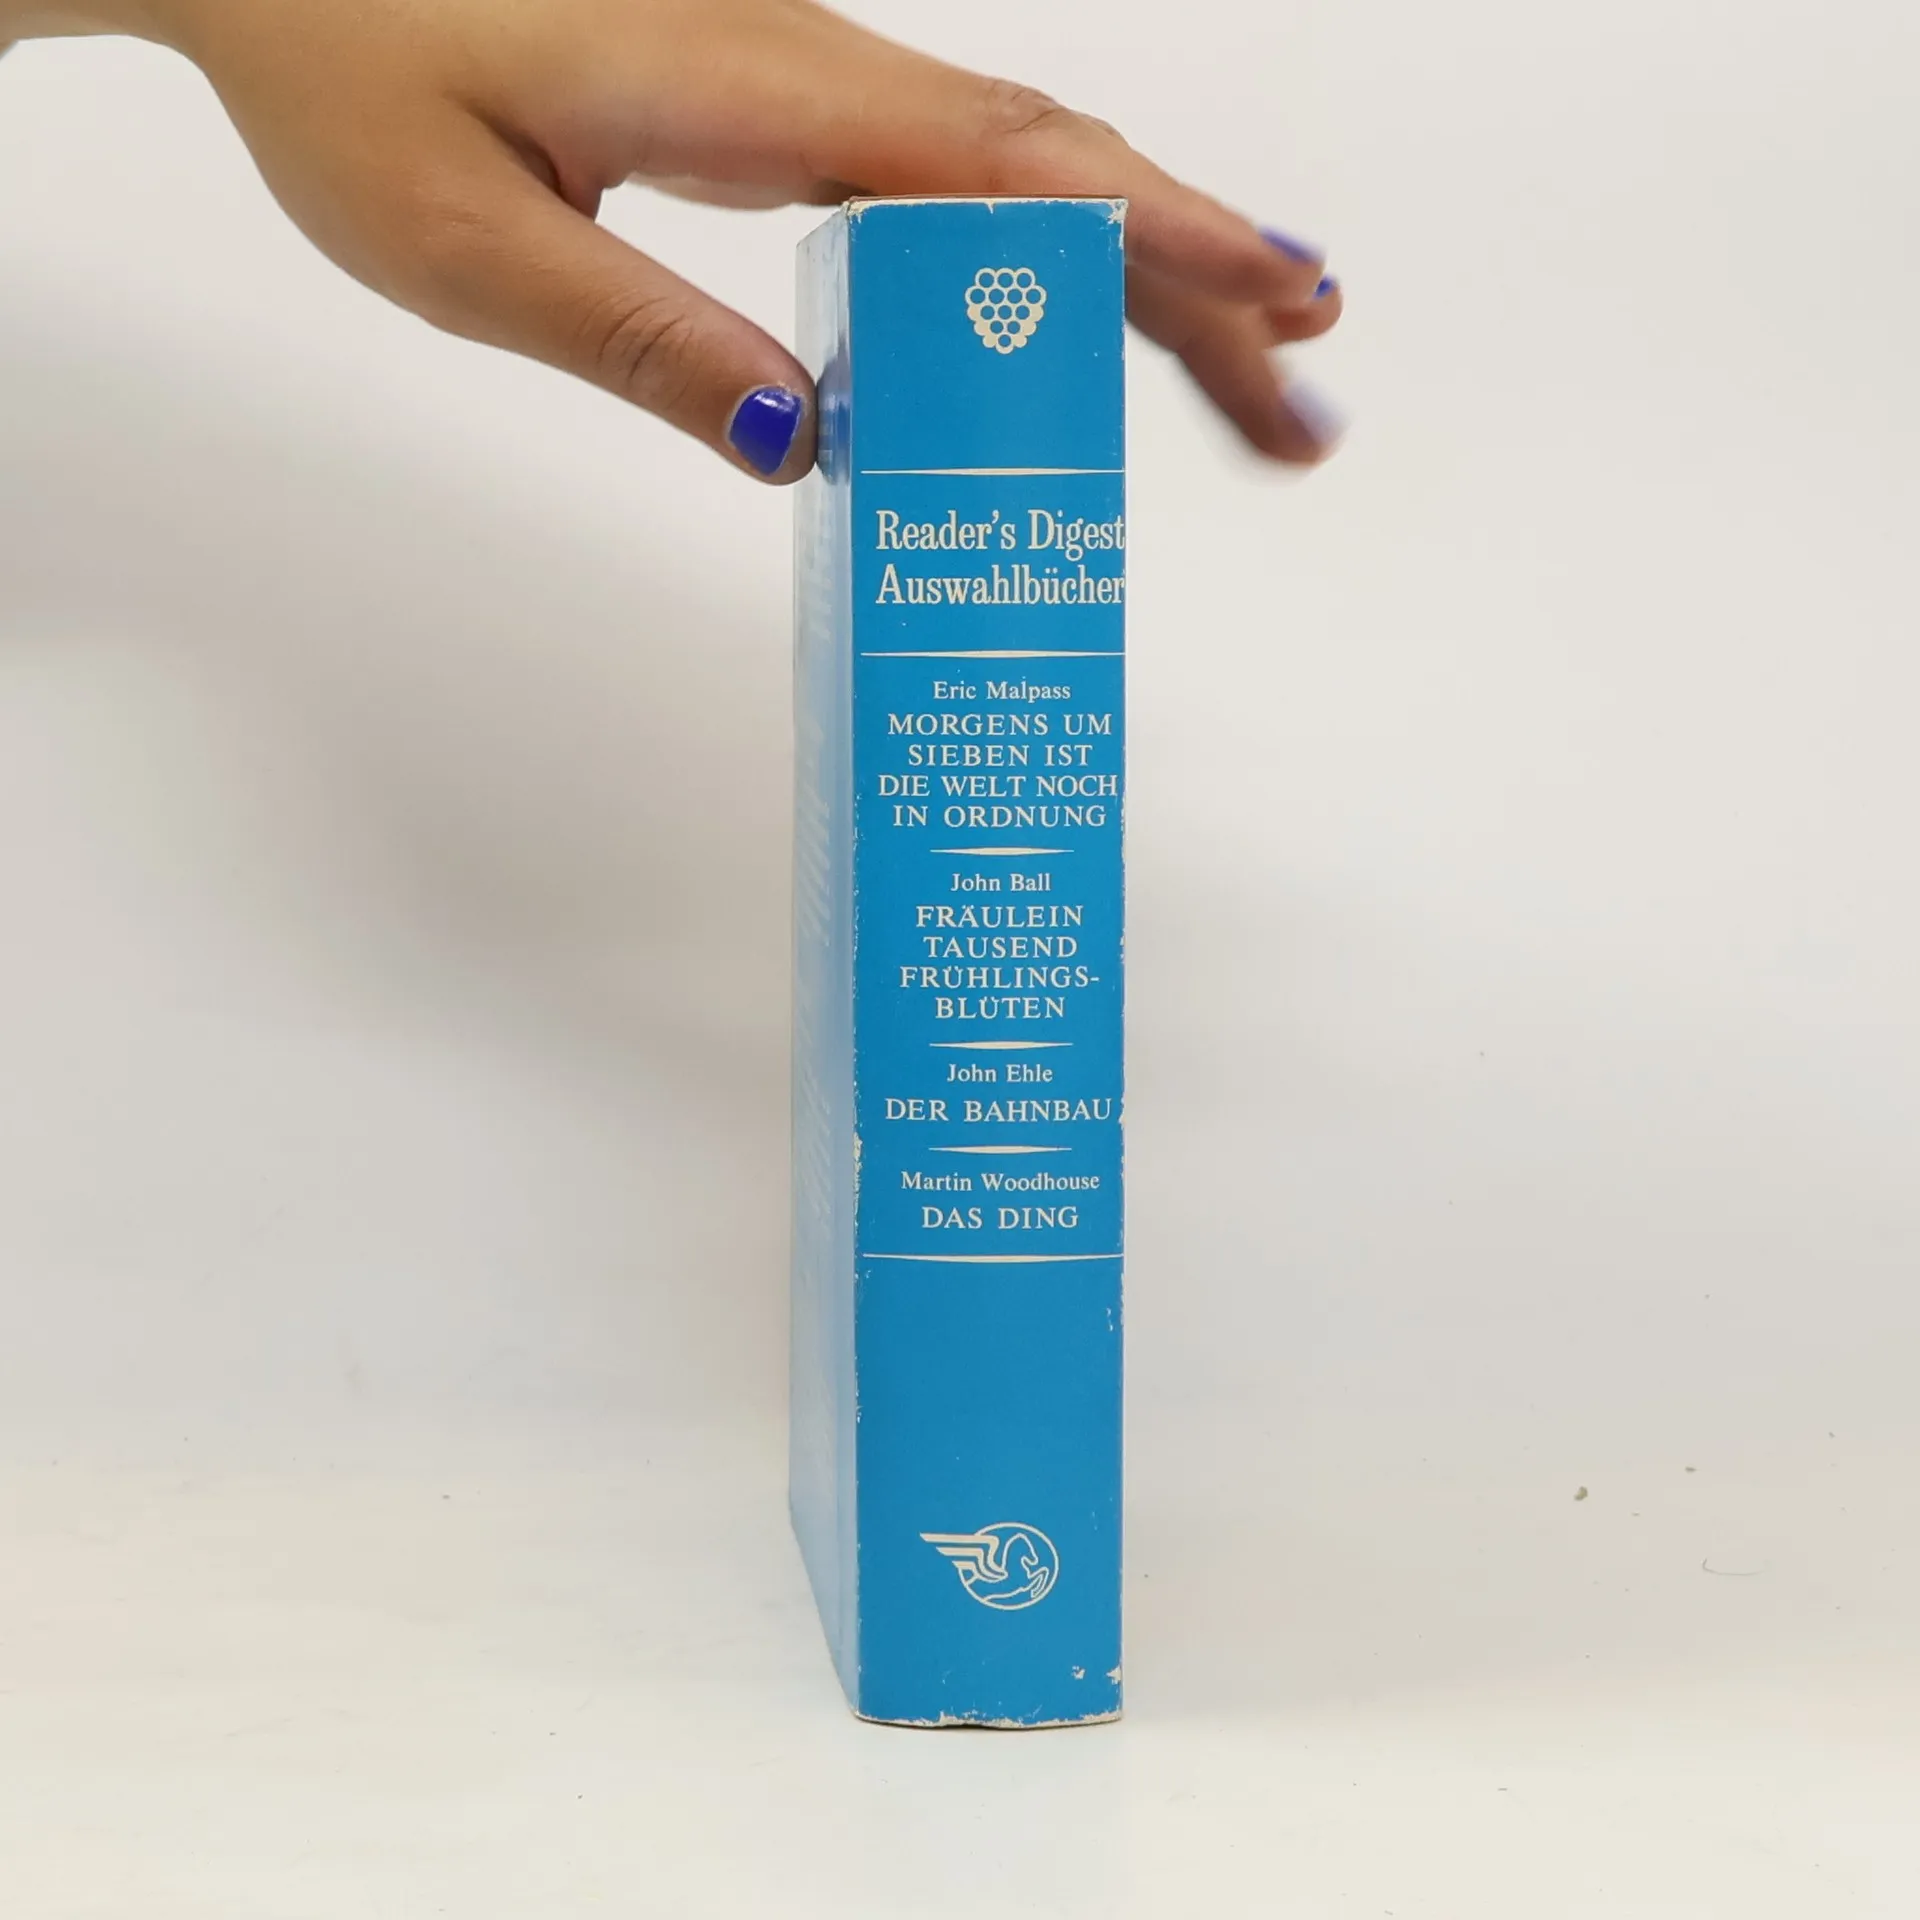 Reader's Digest
Auswahlbücher
Eric Malpass
MORGENS UM
SIEBEN IST
DIE WELT NOCH
IN ORDNUNG
John Ball
FRÄULEIN
TAUSEND
FRÜHLINGS-
BLÜTEN
John Ehle
DER BAHNBAU
Martin Woodhouse
DAS DING